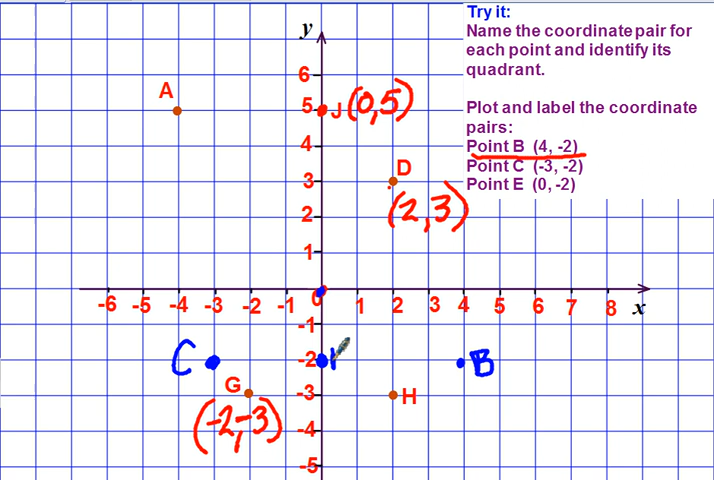 Try it:
Name the coordinate pair for
each point and identify its
quadrant.
Plot and label the coordinate
pairs:
Point B (4, -2)
Point C (-3, -2)
Point E (0, -2)
y
A
6
5
J (0,5)
4
D
3
(2,3)
2
1
-6 -5 -4 -3 -2 -1 0 1 2 3 4 5 6 7 8 x
-1
C
-2
B
G
-3
H
(-2,-3)
-4
-5